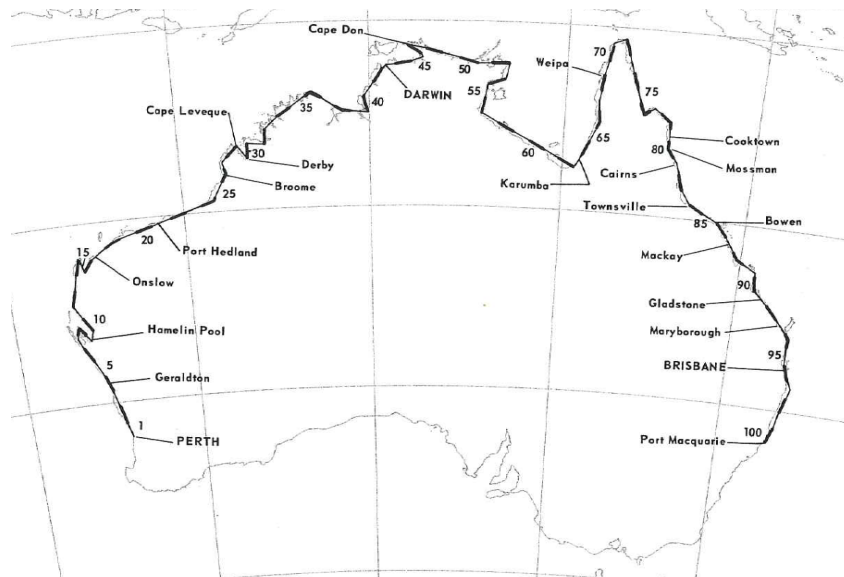 Cape Don
70
45
50
Weipa
DARWIN
55
75
35
40
Cape Leveque
65
Cooktown
30
80
60
Mossman
Derby
Cairns
Broome
Karumba
25
Townsville
85
Bowen
20
15
Port Hedland
Mackay
Onslow
90
Gladstone
10
Hamelin Pool
Maryborough
95
5
BRISBANE
Geraldton
1
100
PERTH
Port Macquarie